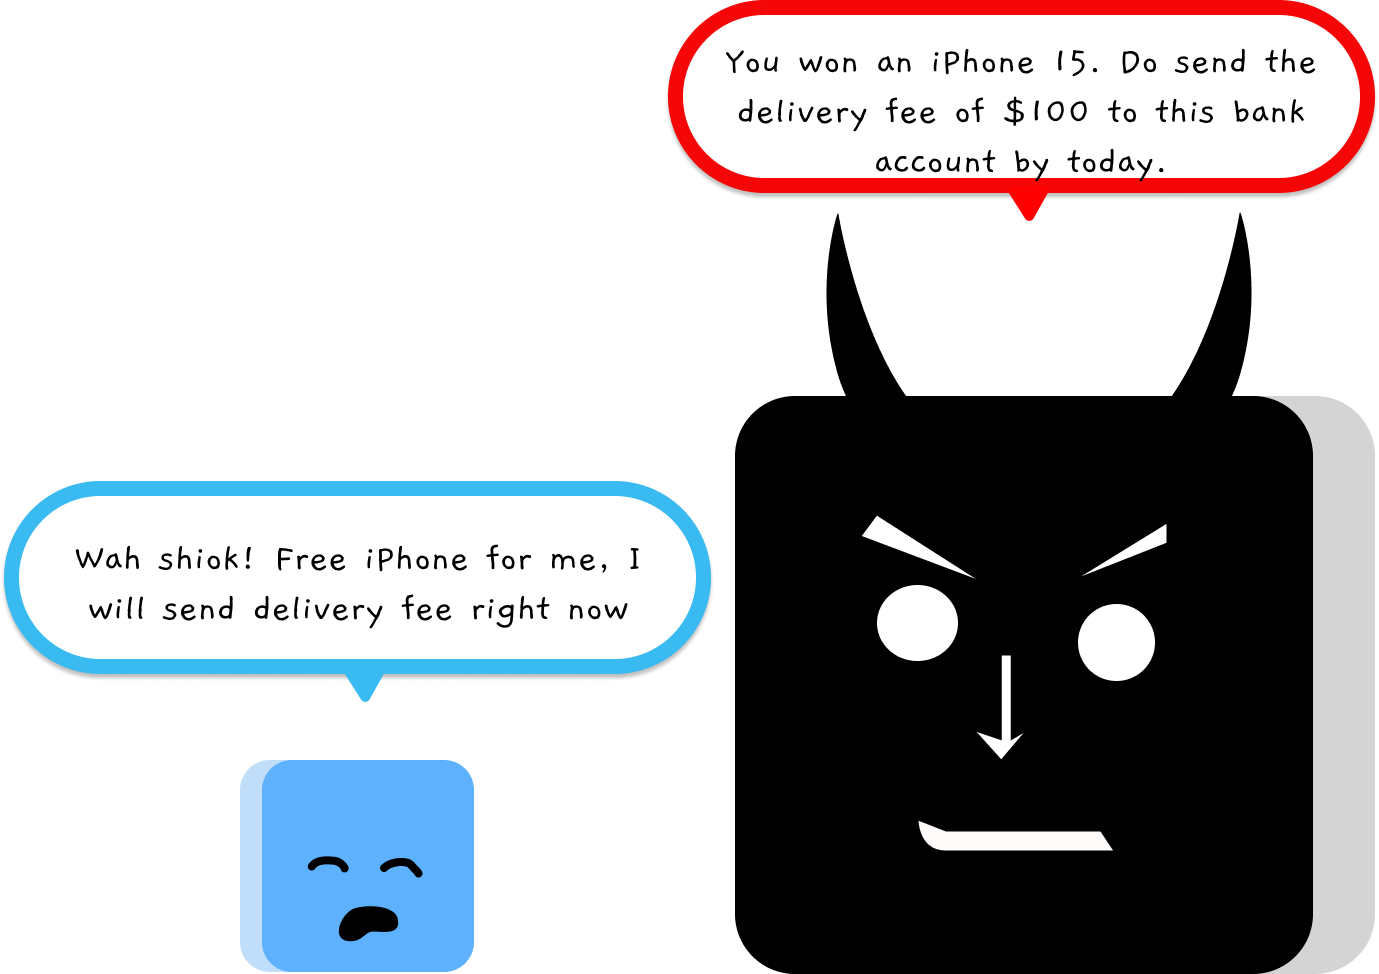 You won an iPhone 15. Do send the
delivery fee of $100 to this bank
account by today.
Wah shiok! Free iPhone for me, I
will send delivery fee right now